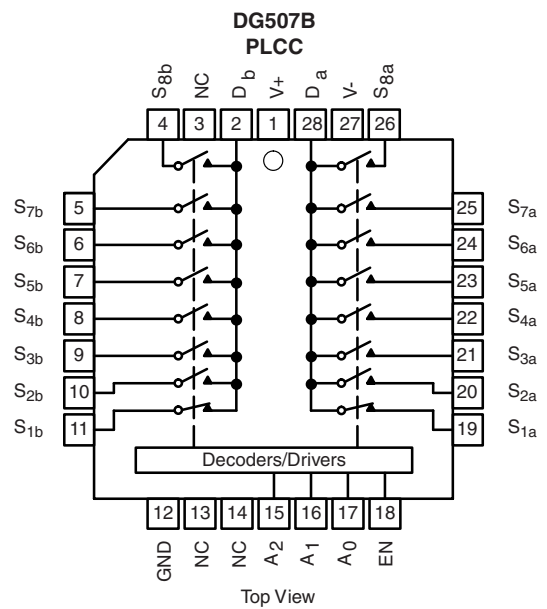 DG507B
PLCC
S8b NC Db V+ Da V- S8a
4 3 2 1 28 27 26
S7b 5 25 S7a
S6b 6 24 S6a
S5b 7 23 S5a
S4b 8 22 S4a
S3b 9 21 S3a
S2b 10 20 S2a
S1b 11 19 S1a
Decoders/Drivers
12 13 14 15 16 17 18
GND NC NC A2 A1 A0 EN
Top View